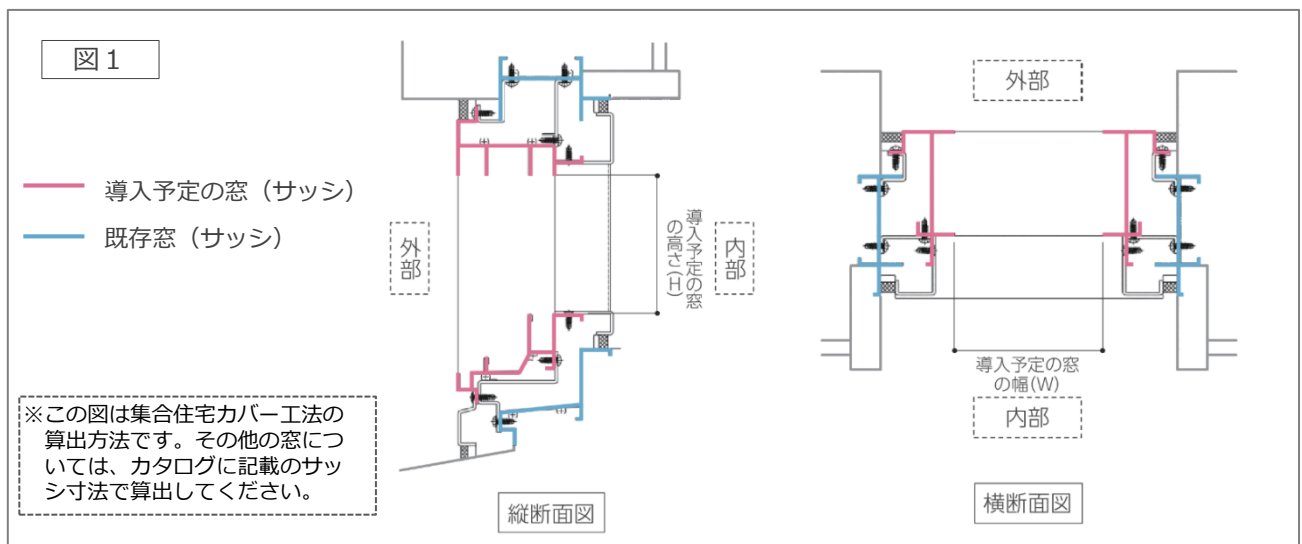 図1
導入予定の窓（サッシ）
既存窓（サッシ）
※この図は集合住宅カバー工法の
算出方法です。その他の窓につ
いては、カタログに記載のサッ
シ寸法で算出してください。
外部
導入予定の窓
の高さ(H)
内部
縦断面図
外部
導入予定の窓
の幅(W)
内部
横断面図